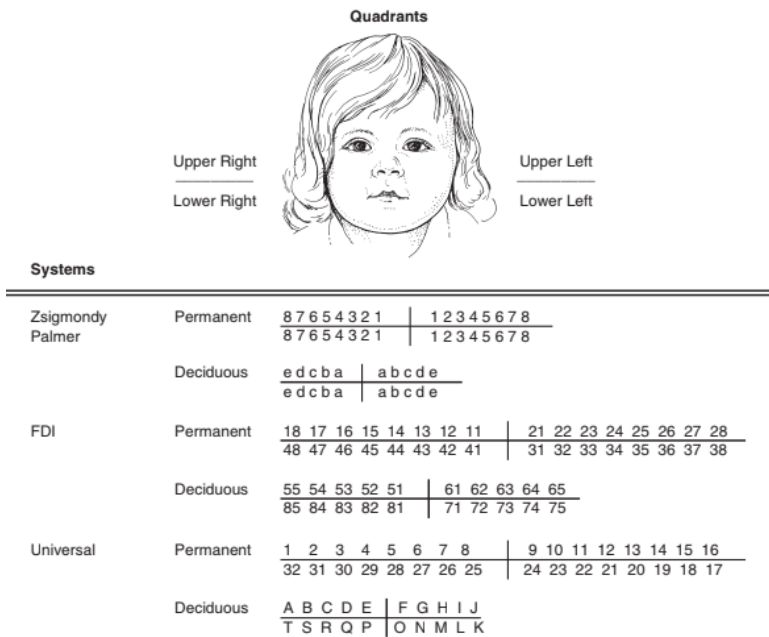 Quadrants
Upper Right Upper Left
Lower Right Lower Left
Systems
Zsigmondy Permanent 8 7 6 5 4 3 2 1 1 2 3 4 5 6 7 8
Palmer 8 7 6 5 4 3 2 1 1 2 3 4 5 6 7 8
Deciduous e d c b a a b c d e
e d c b a a b c d e
FDI Permanent 18 17 16 15 14 13 12 11 21 22 23 24 25 26 27 28
48 47 46 45 44 43 42 41 31 32 33 34 35 36 37 38
Deciduous 55 54 53 52 51 61 62 63 64 65
85 84 83 82 81 71 72 73 74 75
Universal Permanent 1 2 3 4 5 6 7 8 9 10 11 12 13 14 15 16
32 31 30 29 28 27 26 25 24 23 22 21 20 19 18 17
Deciduous A B C D E F G H I J
T S R Q P O N M L K